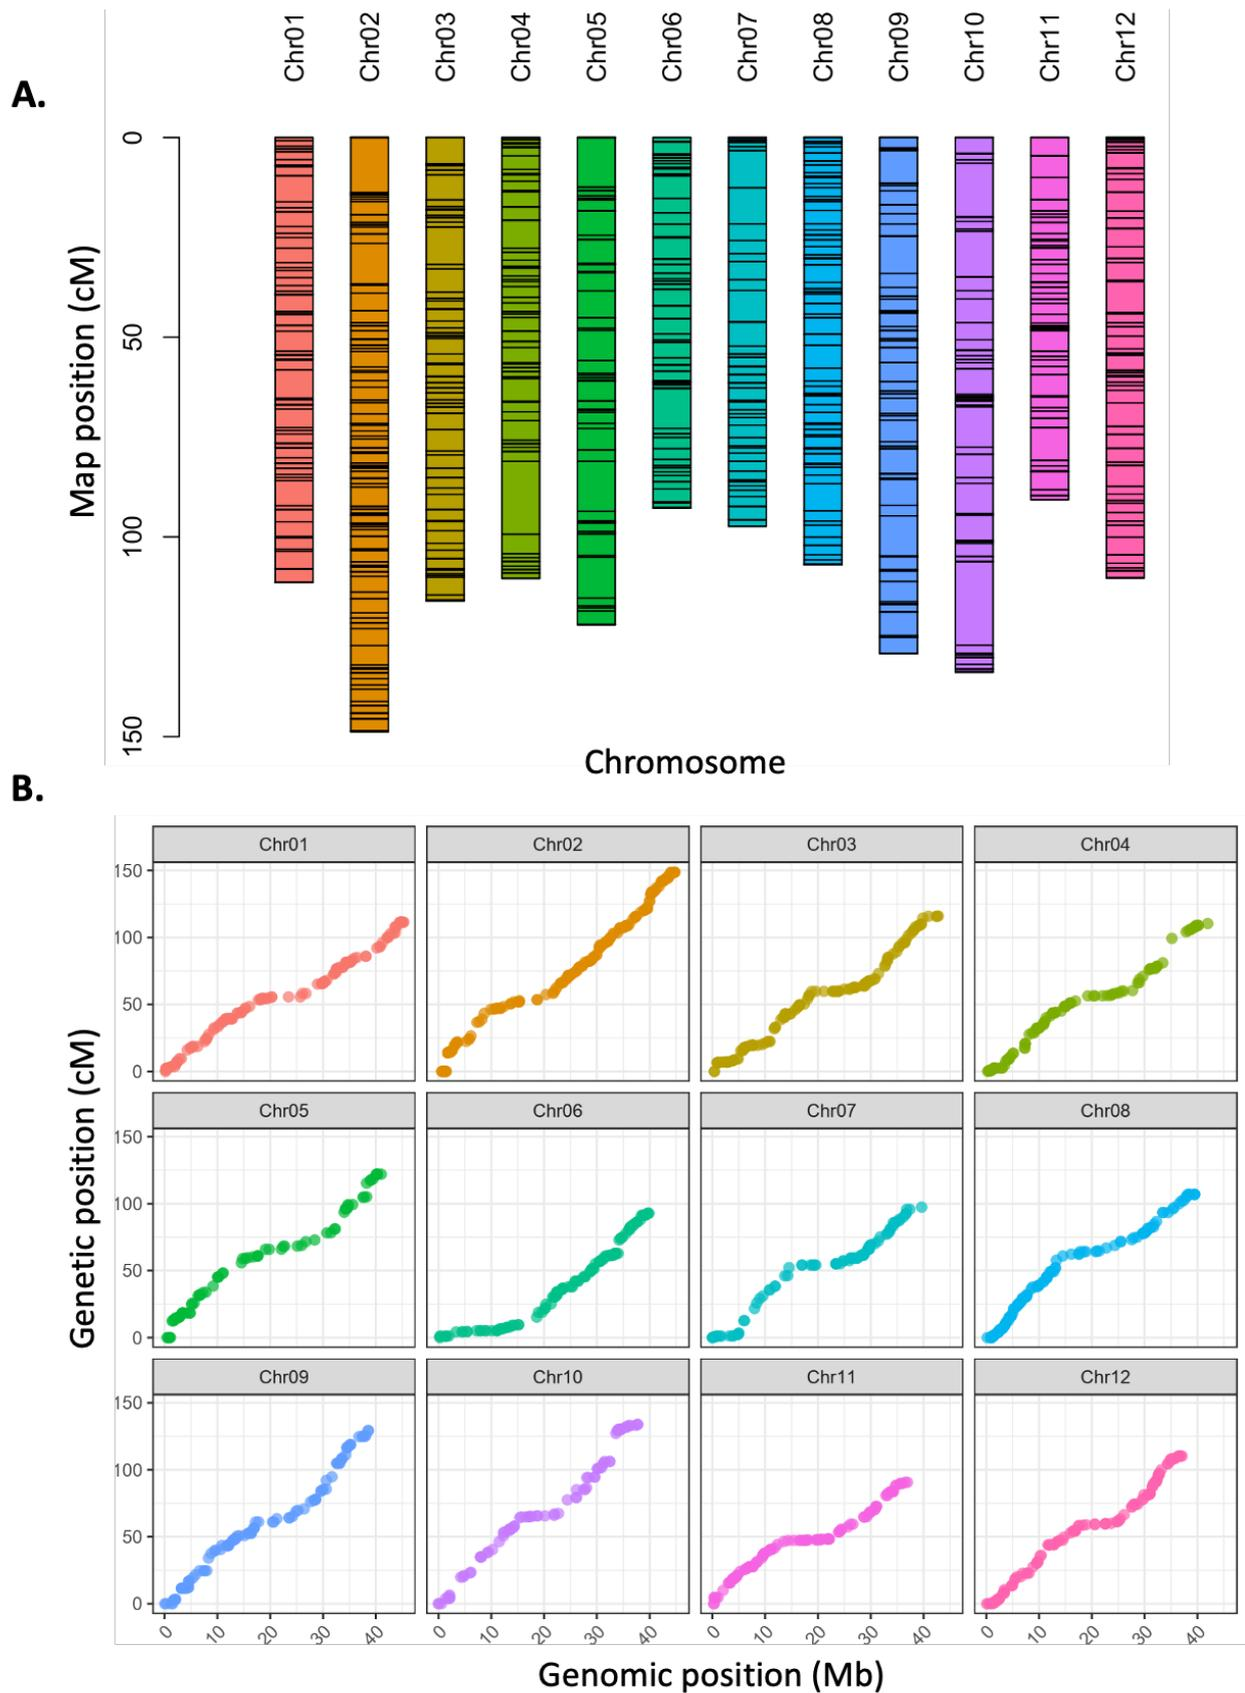 Chr01 Chr02 Chr03 Chr04 Chr05 Chr06 Chr07 Chr08 Chr09 Chr10 Chr11 Chr12
A.
0
50
100
150
Map position (cM)
Chromosome
B.
Chr01 Chr02 Chr03 Chr04
150
100
50
0
Chr05 Chr06 Chr07 Chr08
150
100
50
0
Chr09 Chr10 Chr11 Chr12
150
100
50
0
Genetic position (cM)
0 10 20 30 40 0 10 20 30 40 0 10 20 30 40 0 10 20 30 40
Genomic position (Mb)